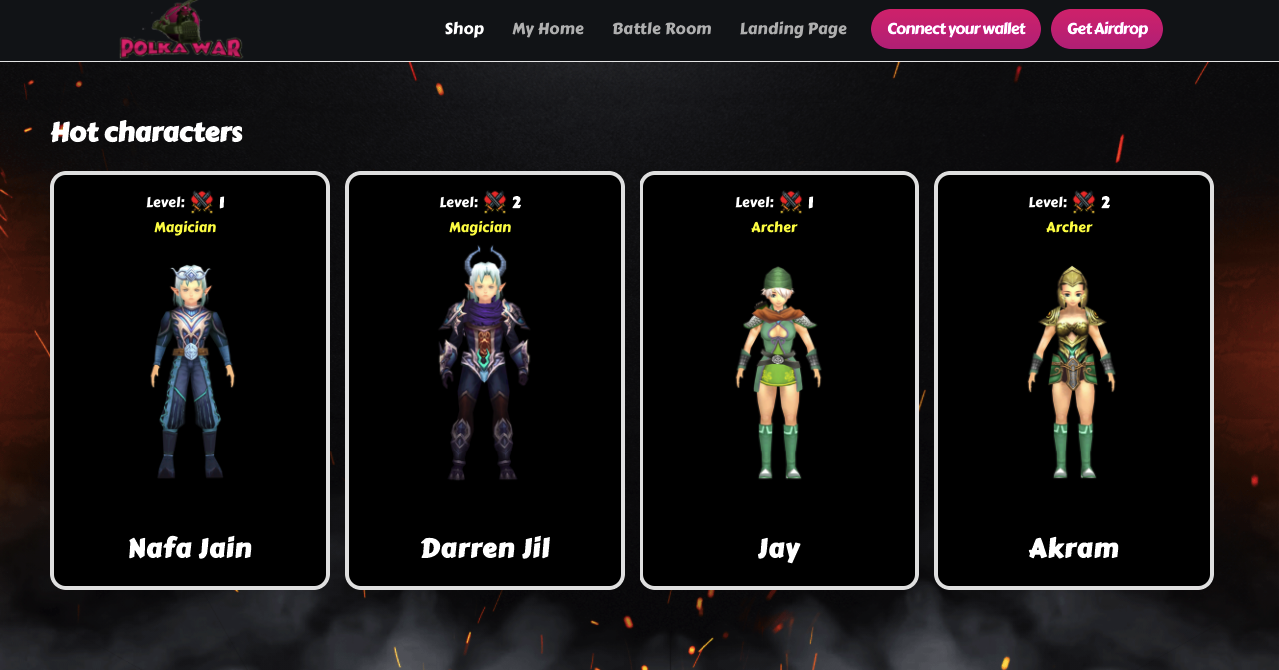 POLKA WAR
Shop
My Home
Battle Room
Landing Page
Connect your wallet
Get Airdrop
Hot characters
Level: 1
Magician
Nafa Jain
Level: 2
Magician
Darren Jil
Level: 1
Archer
Jay
Level: 2
Archer
Akram